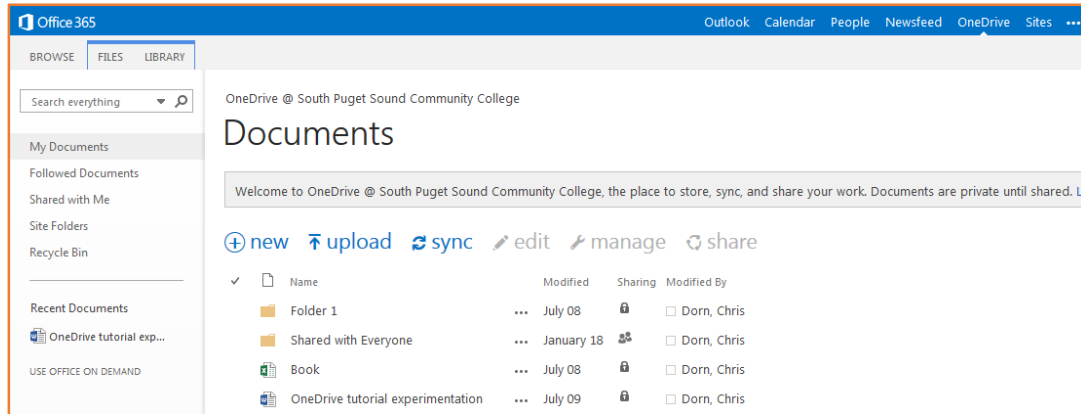 Office 365
Outlook Calendar People Newsfeed OneDrive Sites •••
BROWSE FILES LIBRARY
Search everything
OneDrive @ South Puget Sound Community College
Documents
My Documents
Followed Documents
Shared with Me
Site Folders
Recycle Bin
Recent Documents
OneDrive tutorial exp...
USE OFFICE ON DEMAND
Welcome to OneDrive @ South Puget Sound Community College, the place to store, sync, and share your work. Documents are private until shared. L
new upload sync edit manage share
Name Modified Sharing Modified By
Folder 1 ... July 08 Dorn, Chris
Shared with Everyone ... January 18 Dorn, Chris
Book ... July 08 Dorn, Chris
OneDrive tutorial experimentation ... July 09 Dorn, Chris